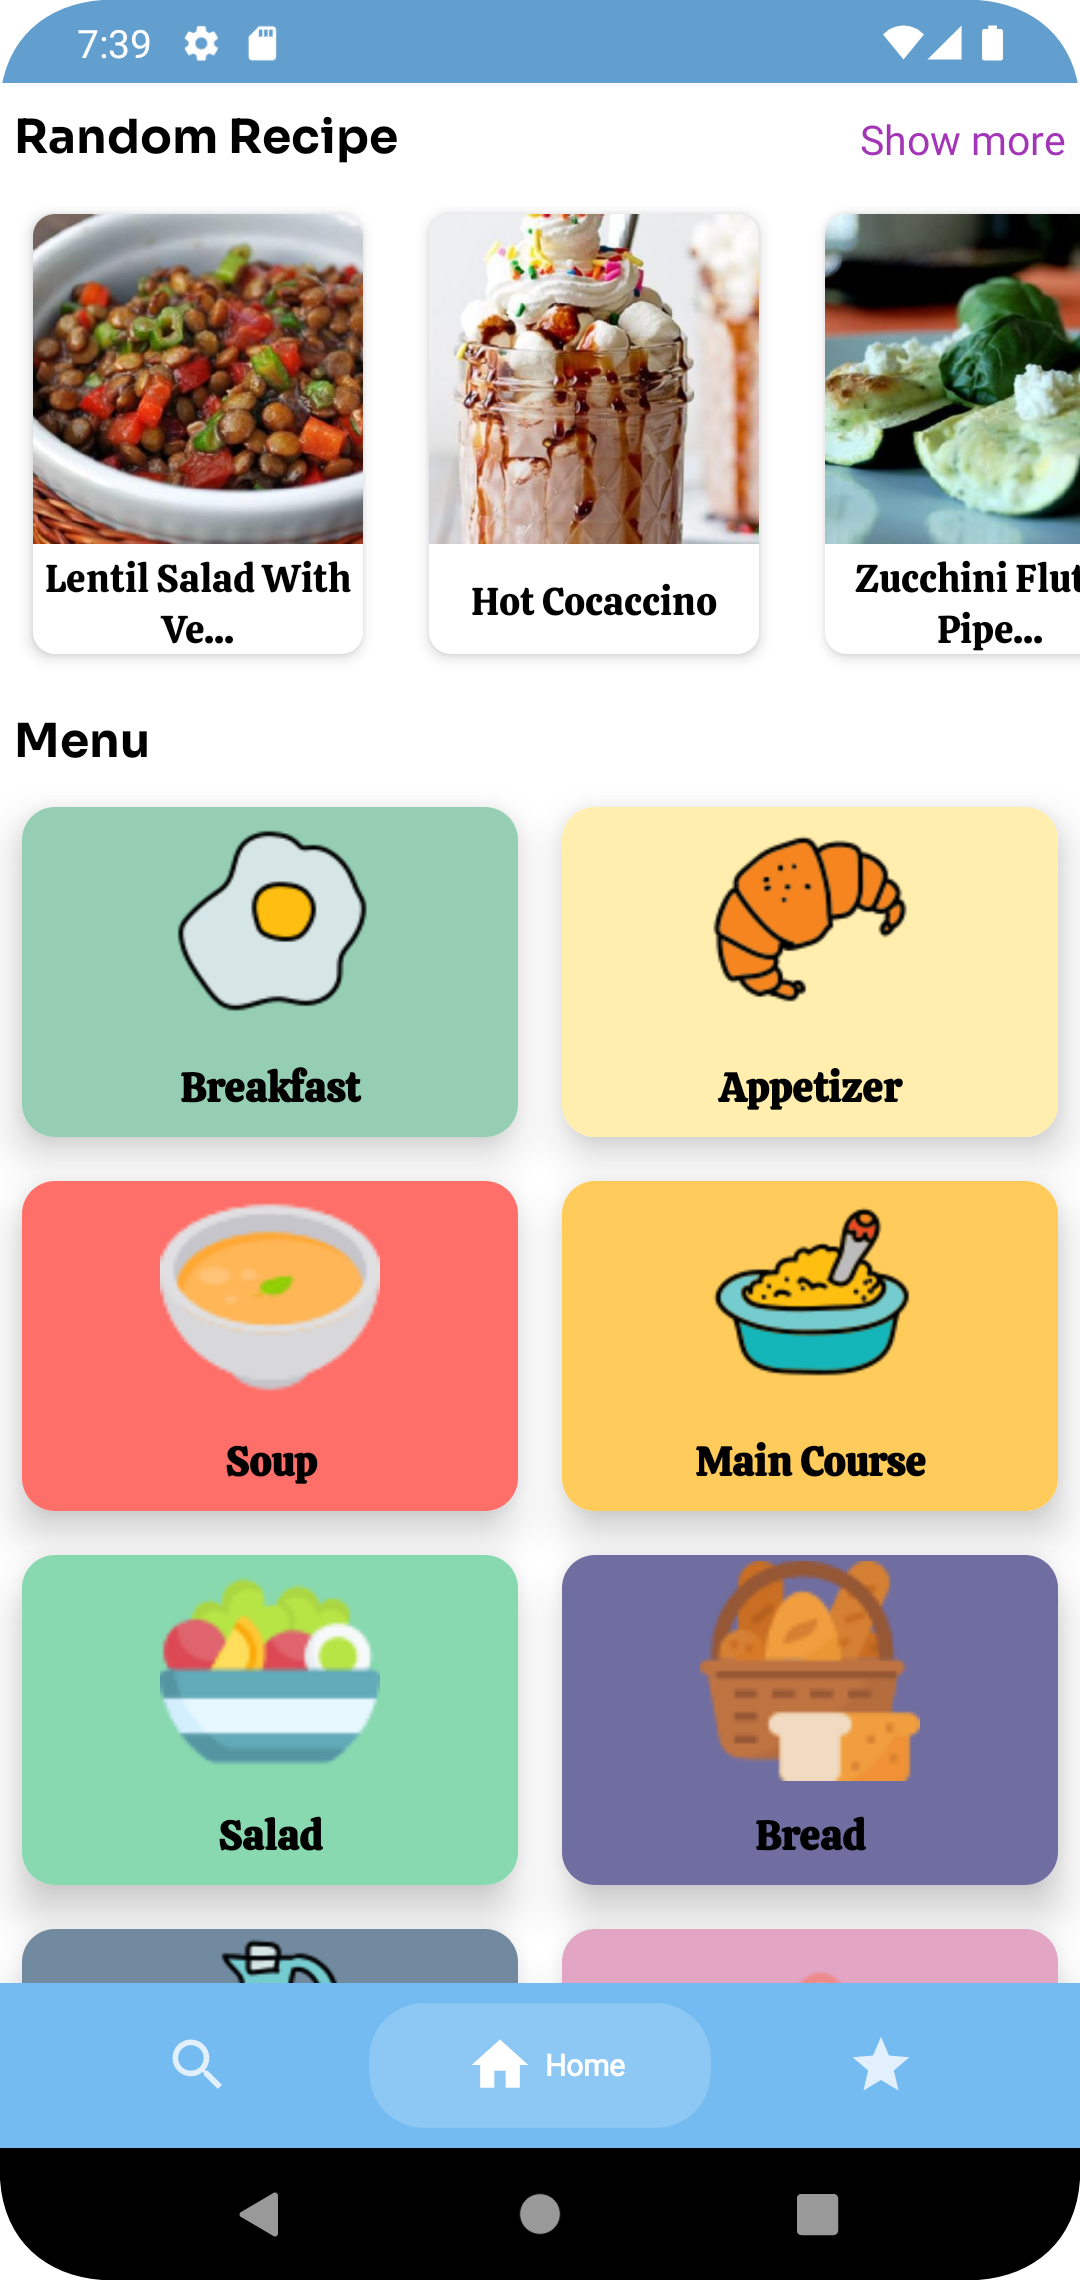 7:39
Random Recipe
Show more
Lentil Salad With
Ve...
Hot Cocaccino
Zucchini Flut
Pipe...
Menu
Breakfast
Appetizer
Soup
Main Course
Salad
Bread
Home